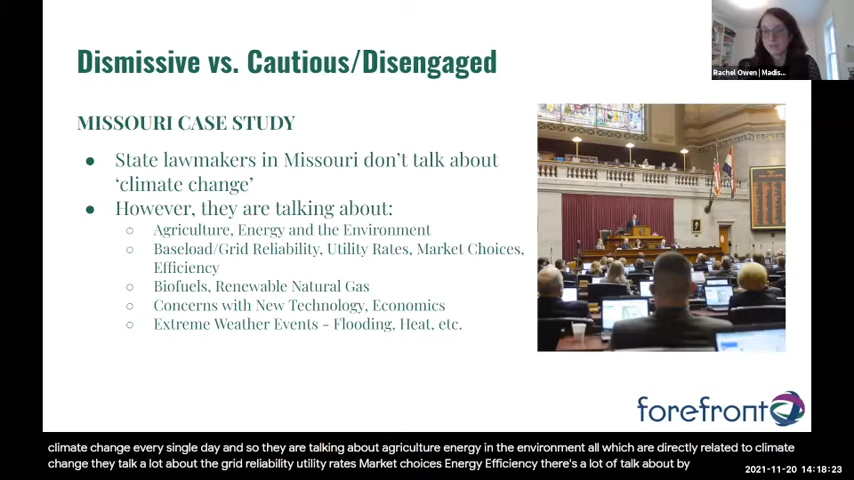 Dismissive vs. Cautious/Disengaged
Rachel Owen | Madis...
MISSOURI CASE STUDY
● State lawmakers in Missouri don't talk about
'climate change'
● However, they are talking about:
○ Agriculture, Energy and the Environment
○ Baseload/Grid Reliability, Utility Rates, Market Choices,
Efficiency
○ Biofuels, Renewable Natural Gas
○ Concerns with New Technology, Economics
○ Extreme Weather Events - Flooding, Heat, etc.
forefront
climate change every single day and so they are talking about agriculture energy in the environment all which are directly related to climate
change they talk a lot about the grid reliability utility rates Market choices Energy Efficiency there's a lot of talk about by
2021-11-20 14:18:23